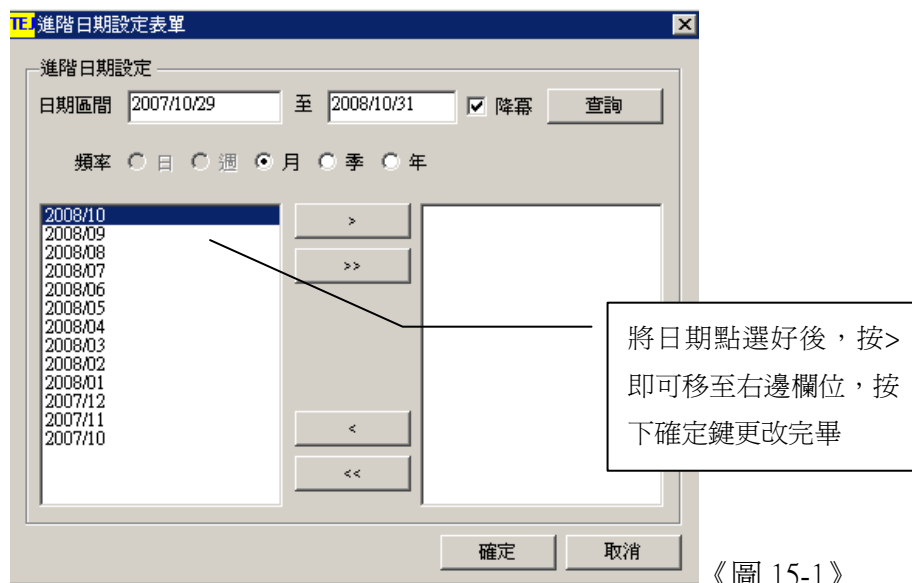 TEJ 進階日期設定表單
進階日期設定
日期區間 2007/10/29 至 2008/10/31 降冪 查詢
頻率 日 週 月 季 年
2008/10
2008/09
2008/08
2008/07
2008/06
2008/05
2008/04
2008/03
2008/02
2008/01
2007/12
2007/11
2007/10
>
>>
<
<<
將日期點選好後，按>
即可移至右邊欄位，按
下確定鍵更改完畢
確定 取消
《圖 15-1》